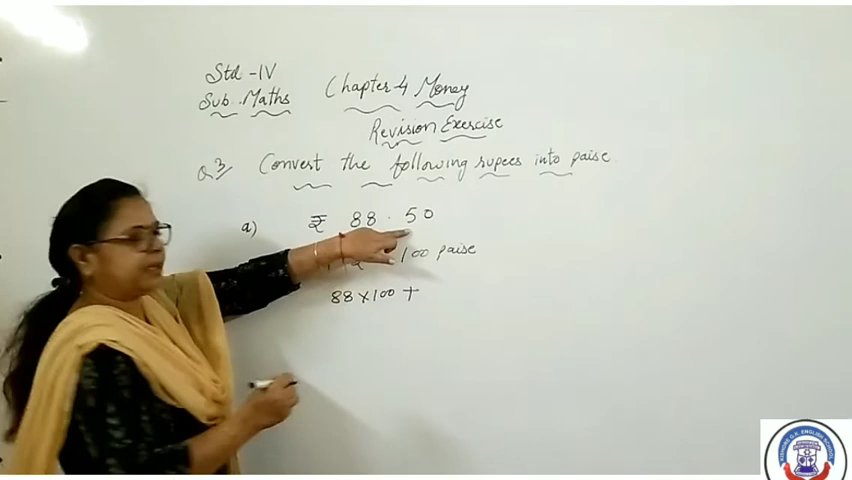 Std - IV
Sub. Maths
Chapter 4 Money
Revision Exercise
Q 3 Convert the following rupees into paise.
a) ₹ 88.50
100 paise
88 x 100 +